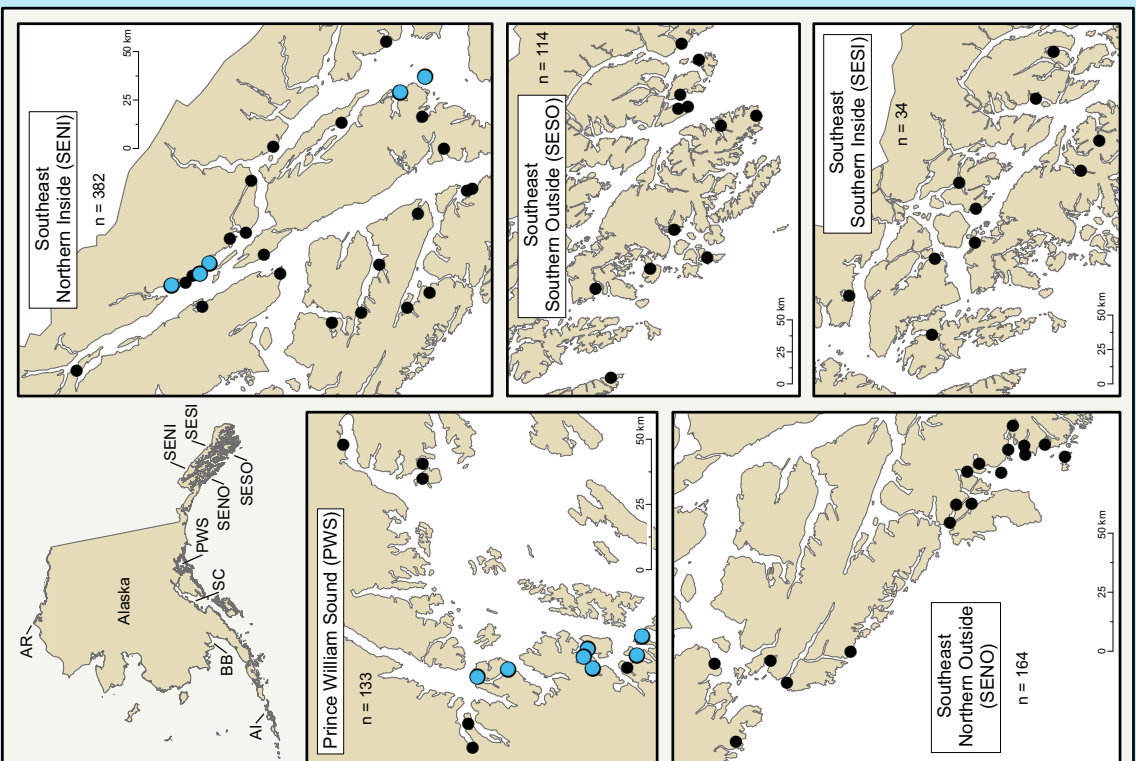 AR
Alaska
SENI
SESI
PWS
SENO
SESO
SC
BB
AI
Southeast
Northern Inside (SENI)
n = 382
0
25
50 km
Prince William Sound (PWS)
n = 133
0
25
50 km
Southeast
Southern Outside (SESO)
n = 114
0
25
50 km
Southeast
Northern Outside
(SENO)
n = 164
0
25
50 km
Southeast
Southern Inside (SESI)
n = 34
0
25
50 km